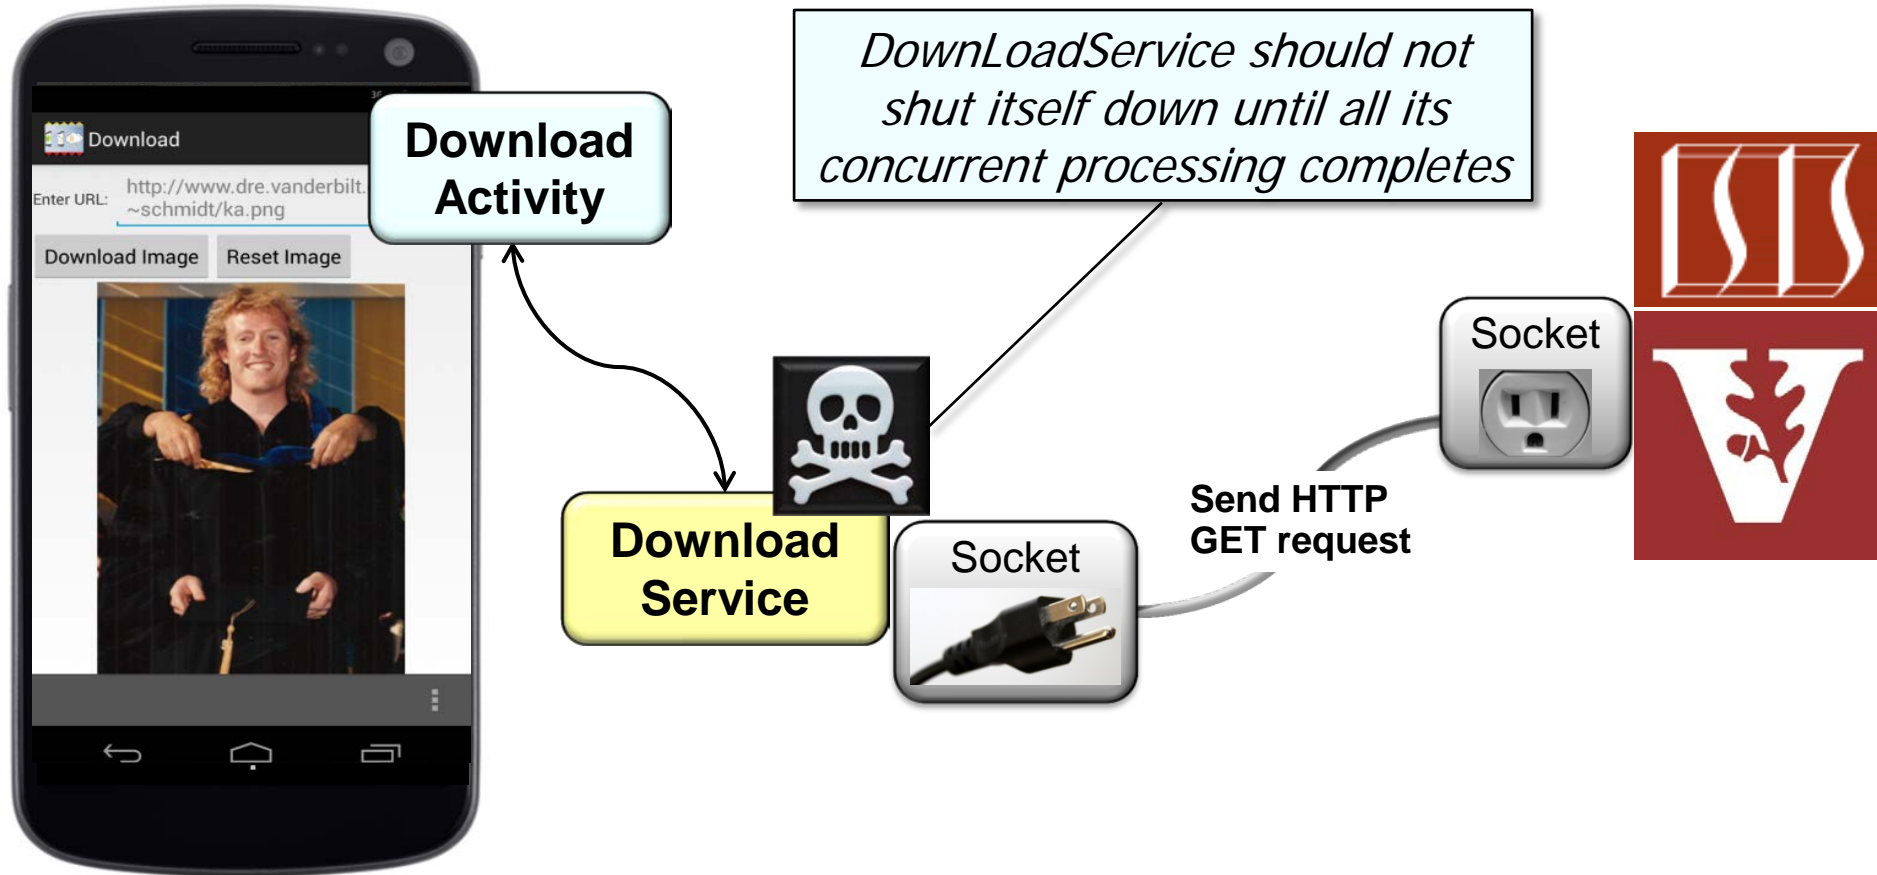 Download
Enter URL:
http://www.dre.vanderbilt.
~schmidt/ka.png
Download Image
Reset Image
Download
Activity
DownLoadService should not
shut itself down until all its
concurrent processing completes
Download
Service
Socket
Send HTTP
GET request
Socket
ISIS
V